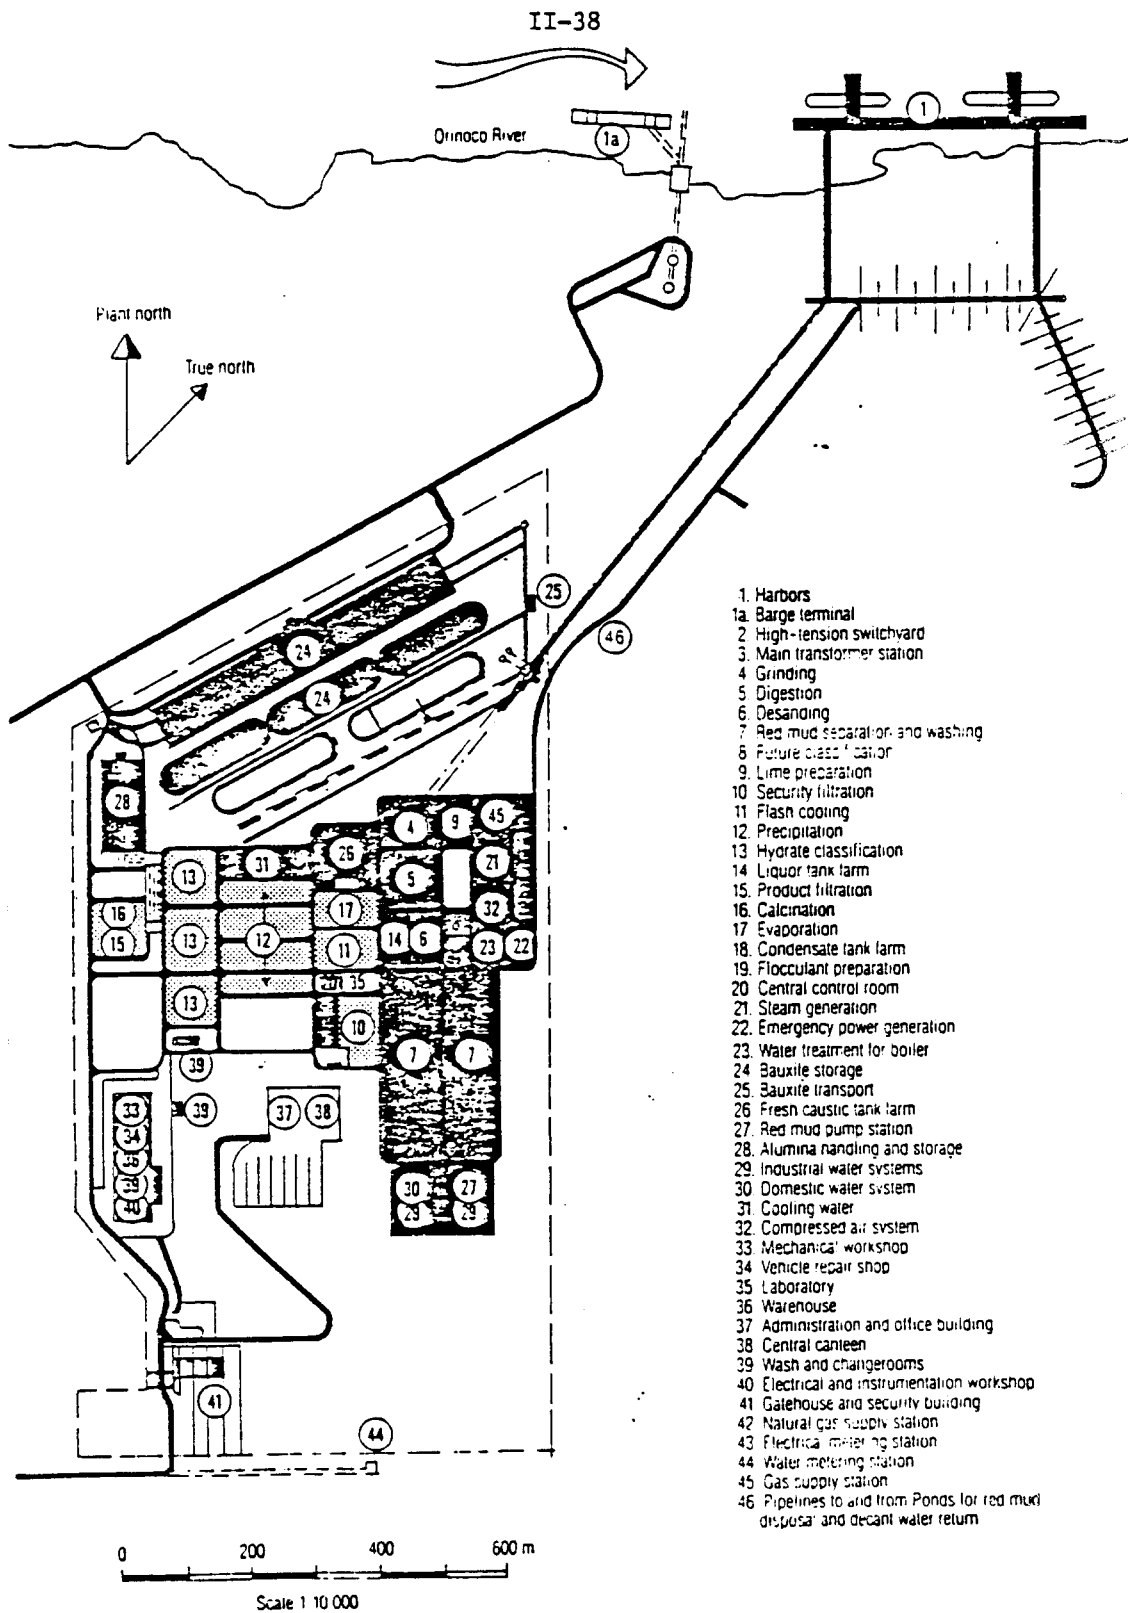 II-38
1
1a
Orinoco River
Plant north
True north
25
46
24
24
28
4
9
45
26
31
13
5
21
16
17
32
15
13
12
11
14
6
23
22
13
35
10
7
7
39
33
39
37
38
34
36
40
30
27
29
29
41
44
1. Harbors
1a. Barge terminal
2 High-tension switchyard
3. Main transformer station
4 Grinding
5. Digestion
6. Desanding
7 Red mud separation and washing
8 Future classification
9. Lime preparation
10 Security filtration
11 Flash cooling
12. Precipitation
13 Hydrate classification
14 Liquor tank farm
15. Product filtration
16. Calcination
17 Evaporation
18. Condensate tank farm
19. Flocculant preparation
20 Central control room
21. Steam generation
22. Emergency power generation
23. Water treatment for boiler
24 Bauxite storage
25. Bauxite transport
26 Fresh caustic tank farm
27. Red mud pump station
28. Alumina handling and storage
29. Industrial water systems
30 Domestic water system
31 Cooling water
32. Compressed air system
33. Mechanical workshop
34 Vehicle repair shop
35 Laboratory
36 Warehouse
37 Administration and office building
38 Central canteen
39 Wash and changerooms
40 Electrical and instrumentation workshop
41 Gatehouse and security building
42 Natural gas supply station
43 Electrical metering station
44 Water metering station
45 Gas supply station
46 Pipelines to and from Ponds for red mud
disposal and decant water return
0 200 400 600 m
Scale 1 10 000